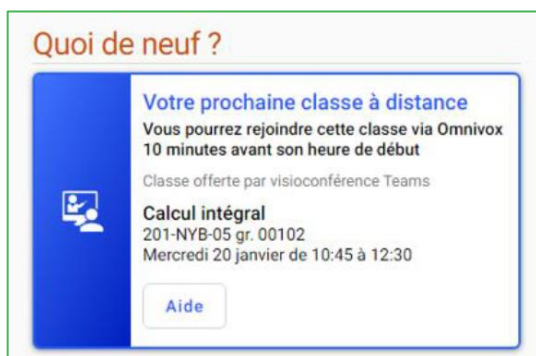 Quoi de neuf ?
Votre prochaine classe à distance
Vous pourrez rejoindre cette classe via Omnivox
10 minutes avant son heure de début
Classe offerte par visioconférence Teams
Calcul intégral
201-NYB-05 gr. 00102
Mercredi 20 janvier de 10:45 à 12:30
Aide